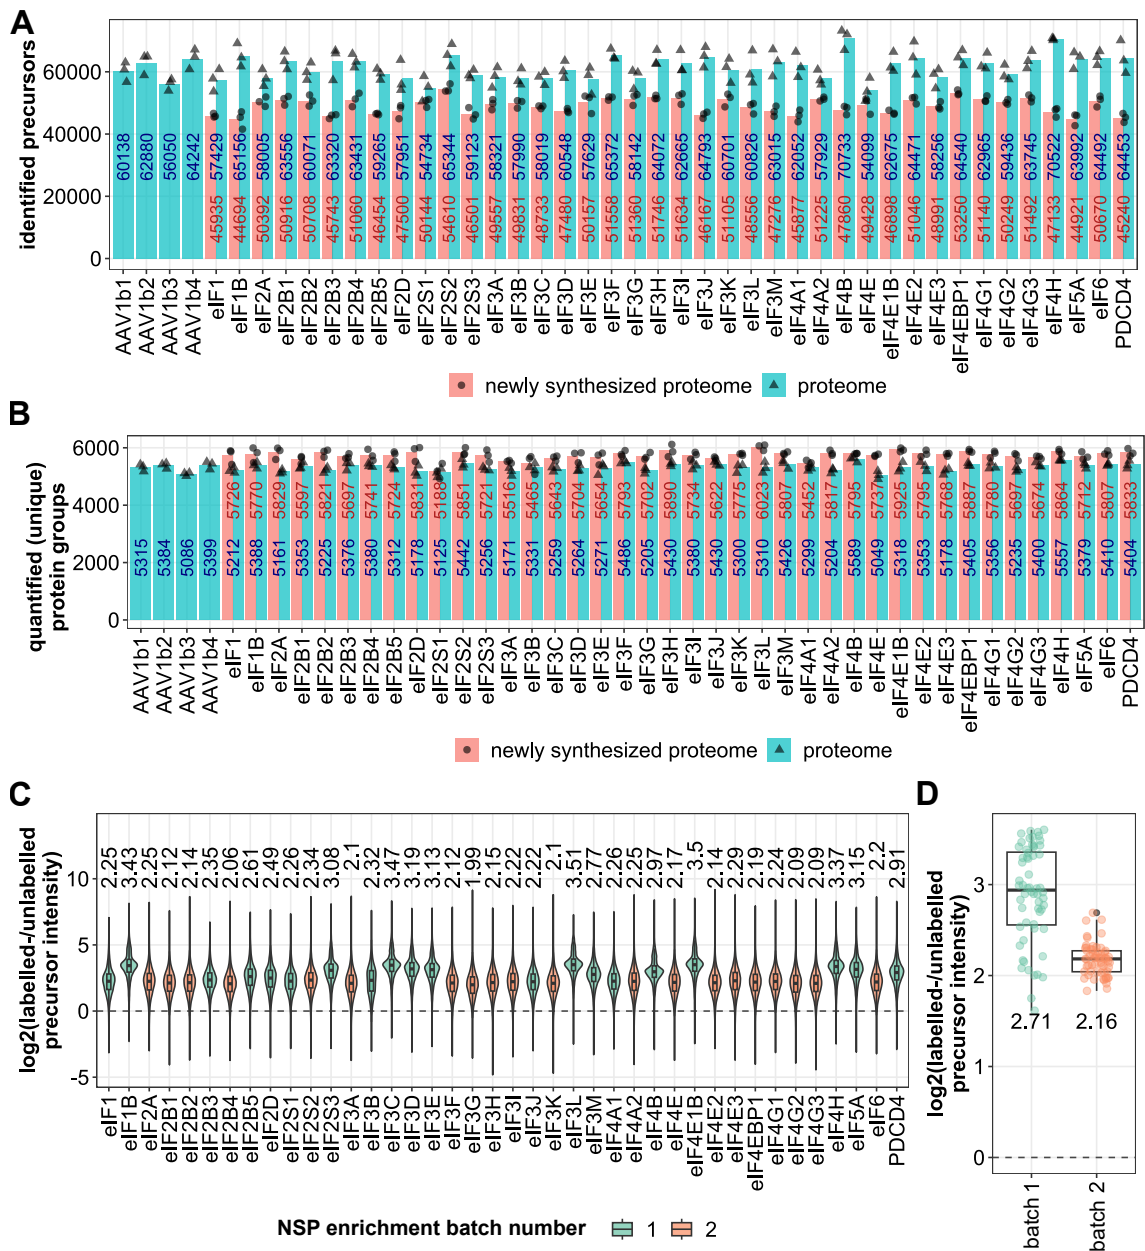 A
identified precursors
60000
40000
20000
0
60138 62880 56050 64242 57429 65156 58005 63556 60071 63320 63431 59265 57951 54734 65344 59123 58321 57990 58019 60548 57629 65372 58142 64072 62665 64793 60701 60826 63015 62052 57929 70733 54099 62698 64471 58256 64540 62965 59436 63745 70522 63992 64492 64453
45935 44694 50392 50916 50708 45743 51060 46454 47500 50144 54610 46501 49557 49831 48733 47480 50157 51558 51360 51746 51634 46167 51105 48556 47276 45877 51225 47860 49428 46898 51046 48991 53250 51140 50249 51492 47133 44921 50670 45240
AAV1b1 AAV1b2 AAV1b3 AAV1b4 eIF1 eIF1B eIF2A eIF2B1 eIF2B2 eIF2B3 eIF2B4 eIF2B5 eIF2D eIF2S1 eIF2S2 eIF2S3 eIF3A eIF3B eIF3C eIF3D eIF3E eIF3F eIF3G eIF3H eIF3I eIF3J eIF3K eIF3L eIF3M eIF4A1 eIF4A2 eIF4B eIF4E eIF4E1B eIF4E2 eIF4E3 eIF4EBP1 eIF4G1 eIF4G2 eIF4G3 eIF4H eIF5A eIF6 PDCD4
newly synthesized proteome proteome
B
quantified (unique)
protein groups
6000
4000
2000
0
5726 5770 5829 5597 5821 5697 5741 5724 5831 5188 5851 5721 5516 5465 5643 5704 5654 5793 5702 5890 5734 5622 5775 6023 5807 5452 5817 5795 5737 5925 5795 5768 5887 5780 5697 5674 5864 5712 5807 5833
5315 5384 5086 5399 5212 5388 5161 5353 5225 5376 5380 5312 5178 5125 5442 5256 5171 5331 5259 5264 5271 5486 5205 5430 5380 5430 5300 5310 5426 5299 5204 5589 5049 5318 5353 5178 5405 5356 5235 5400 5557 5379 5410 5404
AAV1b1 AAV1b2 AAV1b3 AAV1b4 eIF1 eIF1B eIF2A eIF2B1 eIF2B2 eIF2B3 eIF2B4 eIF2B5 eIF2D eIF2S1 eIF2S2 eIF2S3 eIF3A eIF3B eIF3C eIF3D eIF3E eIF3F eIF3G eIF3H eIF3I eIF3J eIF3K eIF3L eIF3M eIF4A1 eIF4A2 eIF4B eIF4E eIF4E1B eIF4E2 eIF4E3 eIF4EBP1 eIF4G1 eIF4G2 eIF4G3 eIF4H eIF5A eIF6 PDCD4
newly synthesized proteome proteome
C
log2(labelled-/unlabelled
precursor intensity)
10
5
0
-5
2.25 3.43 2.25 2.12 2.14 2.35 2.06 2.61 2.49 2.26 2.34 3.08 2.1 2.32 3.47 3.19 3.13 2.12 1.99 2.15 2.22 2.22 2.1 3.51 2.77 2.26 2.25 2.97 2.17 3.5 2.14 2.29 2.19 2.24 2.09 2.09 3.37 3.15 2.2 2.91
eIF1 eIF1B eIF2A eIF2B1 eIF2B2 eIF2B3 eIF2B4 eIF2B5 eIF2D eIF2S1 eIF2S2 eIF2S3 eIF3A eIF3B eIF3C eIF3D eIF3E eIF3F eIF3G eIF3H eIF3I eIF3J eIF3K eIF3L eIF3M eIF4A1 eIF4A2 eIF4B eIF4E eIF4E1B eIF4E2 eIF4E3 eIF4EBP1 eIF4G1 eIF4G2 eIF4G3 eIF4H eIF5A eIF6 PDCD4
NSP enrichment batch number 1 2
D
log2(labelled-/unlabelled
precursor intensity)
3
2
1
0
2.71 2.16
batch 1 batch 2